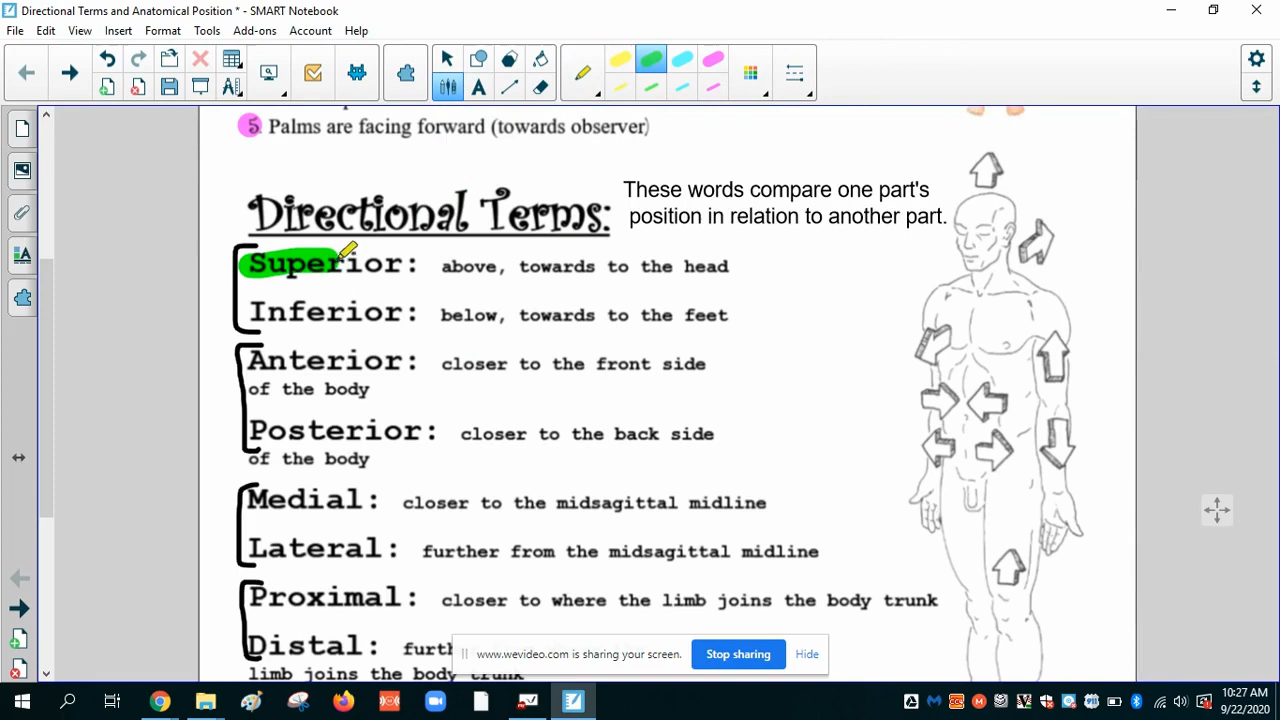 Directional Terms and Anatomical Position * - SMART Notebook
File Edit View Insert Format Tools Add-ons Account Help
5. Palms are facing forward (towards observer)
Directional Terms:
These words compare one part's
position in relation to another part.
Superior: above, towards to the head
Inferior: below, towards to the feet
Anterior: closer to the front side
of the body
Posterior: closer to the back side
of the body
Medial: closer to the midsagittal midline
Lateral: further from the midsagittal midline
Proximal: closer to where the limb joins the body trunk
Distal:
limb joins the body trunk
www.wevideo.com is sharing your screen. Stop sharing Hide
10:27 AM
9/22/2020